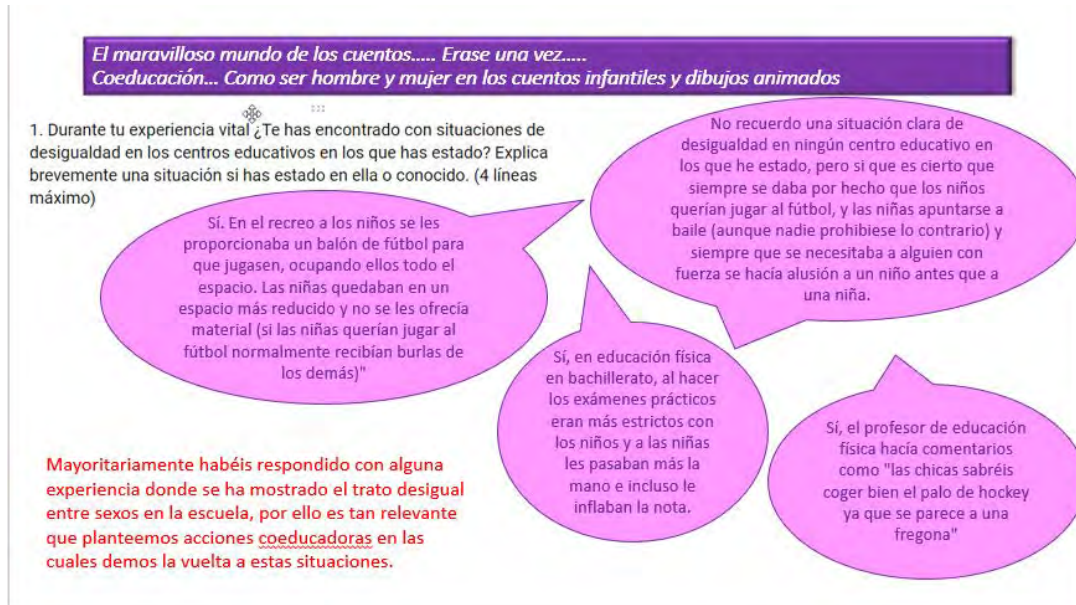 El maravilloso mundo de los cuentos..... Erase una vez.....
Coeducación... Como ser hombre y mujer en los cuentos infantiles y dibujos animados
1. Durante tu experiencia vital ¿Te has encontrado con situaciones de
desigualdad en los centros educativos en los que has estado? Explica
brevemente una situación si has estado en ella o conocido. (4 líneas
máximo)
No recuerdo una situación clara de
desigualdad en ningún centro educativo en
los que he estado, pero si que es cierto que
siempre se daba por hecho que los niños
querían jugar al fútbol, y las niñas apuntarse a
baile (aunque nadie prohibiese lo contrario) y
siempre que se necesitaba a alguien con
fuerza se hacía alusión a un niño antes que a
una niña.
Sí. En el recreo a los niños se les
proporcionaba un balón de fútbol para
que jugasen, ocupando ellos todo el
espacio. Las niñas quedaban en un
espacio más reducido y no se les ofrecía
material (si las niñas querían jugar al
fútbol normalmente recibían burlas de
los demás)"
Sí, en educación física
en bachillerato, al hacer
los exámenes prácticos
eran más estrictos con
los niños y a las niñas
les pasaban más la
mano e incluso le
inflaban la nota.
Sí, el profesor de educación
física hacía comentarios
como "las chicas sabréis
coger bien el palo de hockey
ya que se parece a una
fregona"
Mayoritariamente habéis respondido con alguna
experiencia donde se ha mostrado el trato desigual
entre sexos en la escuela, por ello es tan relevante
que planteemos acciones coeducadoras en las
cuales demos la vuelta a estas situaciones.